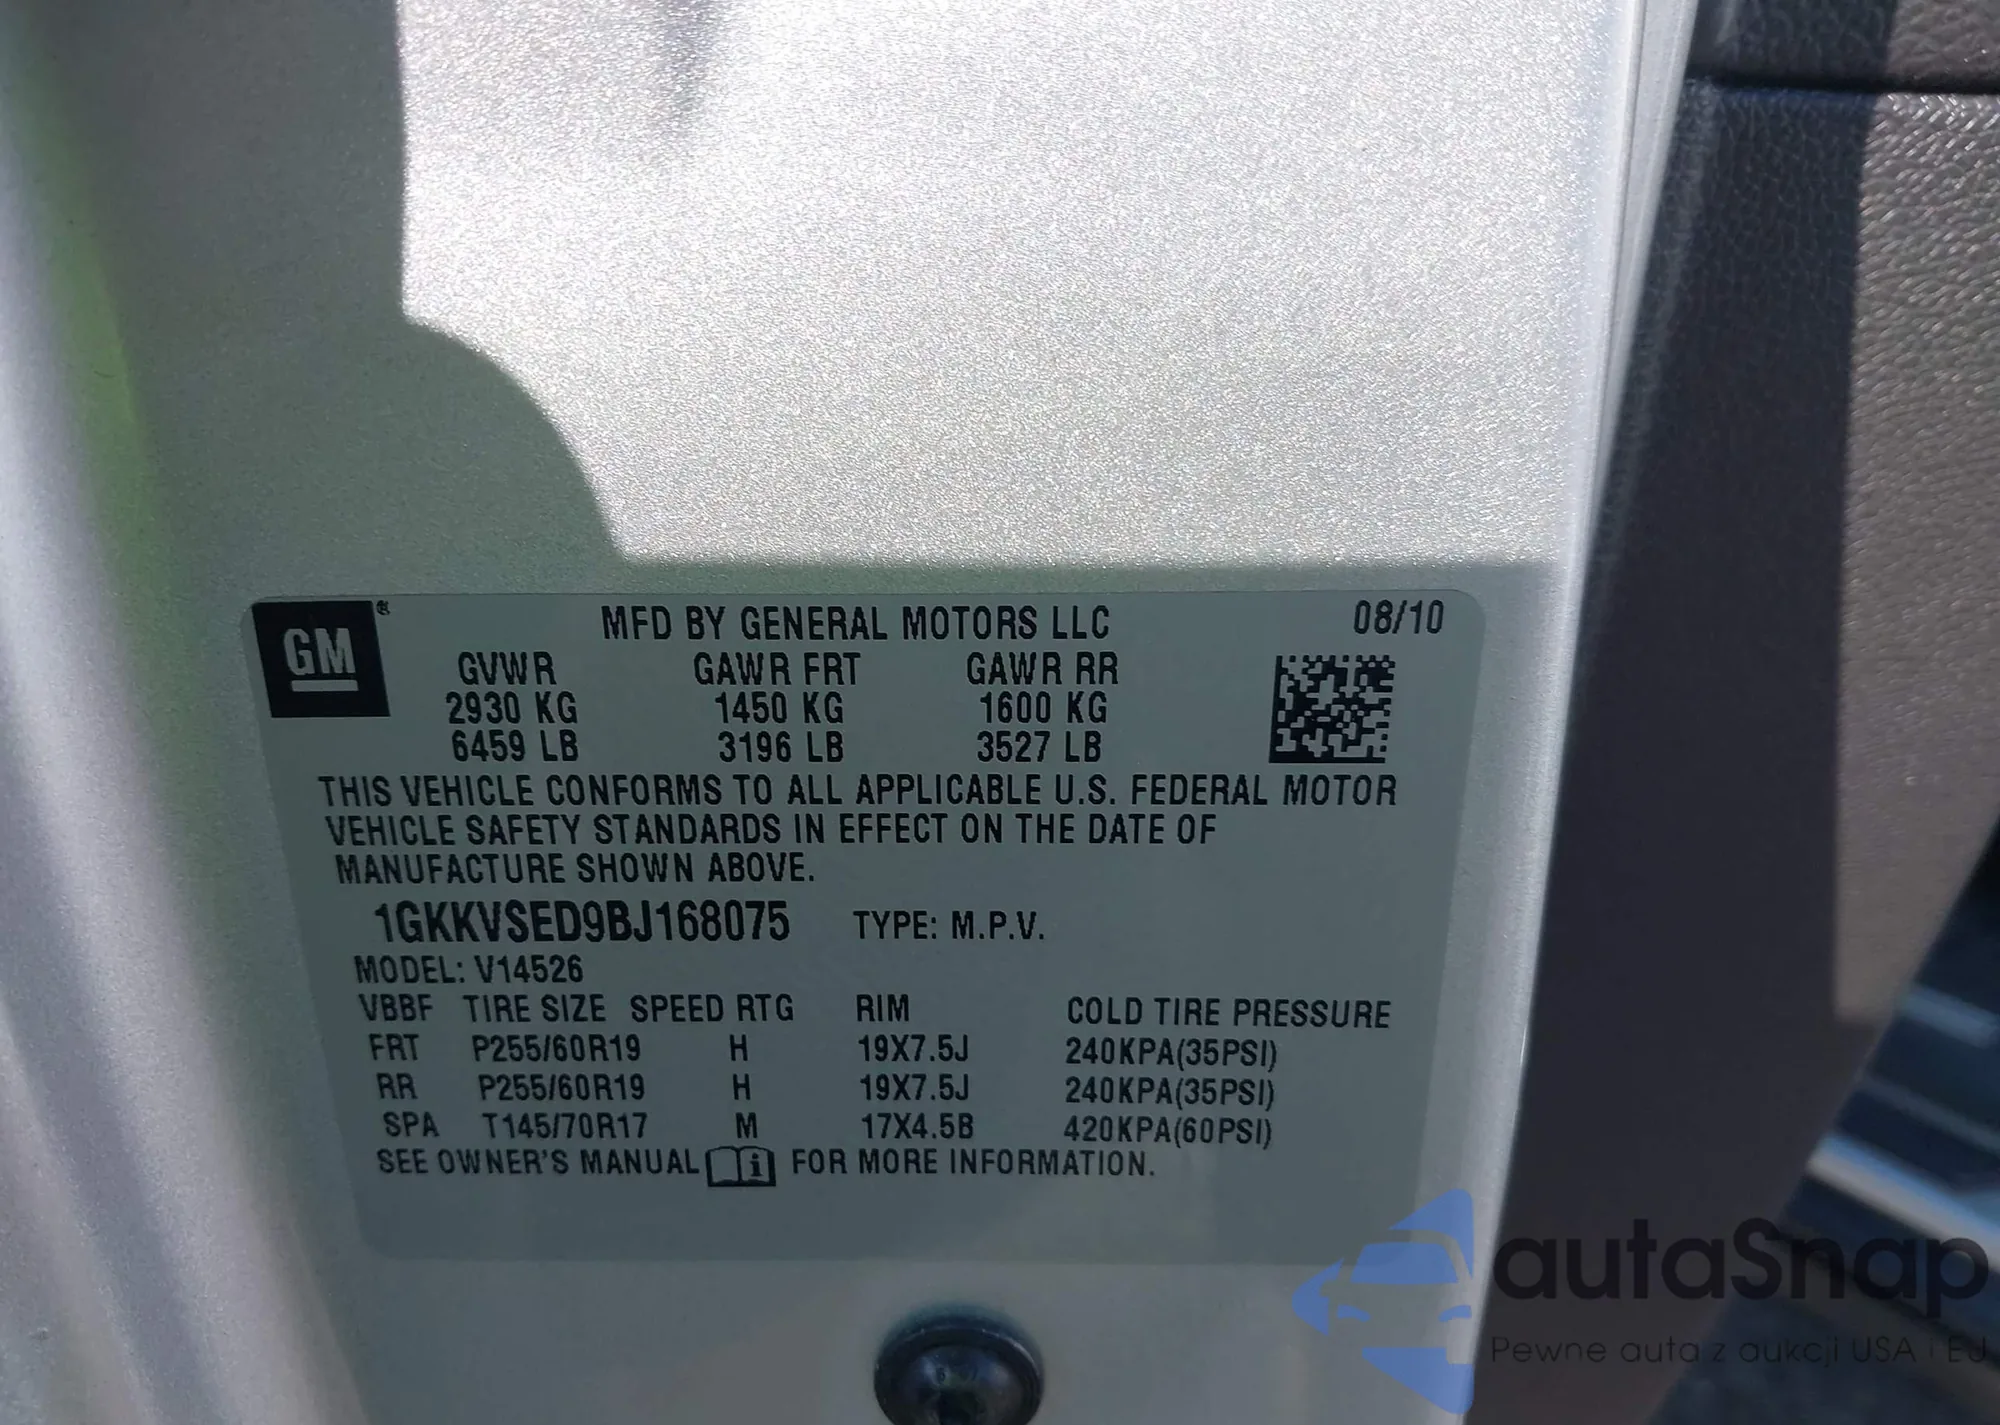 GM
®
MFD BY GENERAL MOTORS LLC 08/10
GVWR GAWR FRT GAWR RR
2930 KG 1450 KG 1600 KG
6459 LB 3196 LB 3527 LB
THIS VEHICLE CONFORMS TO ALL APPLICABLE U.S. FEDERAL MOTOR
VEHICLE SAFETY STANDARDS IN EFFECT ON THE DATE OF
MANUFACTURE SHOWN ABOVE.
1GKKVSED9BJ168075 TYPE: M.P.V.
MODEL: V14526
VBBF TIRE SIZE SPEED RTG RIM COLD TIRE PRESSURE
FRT P255/60R19 H 19X7.5J 240KPA(35PSI)
RR P255/60R19 H 19X7.5J 240KPA(35PSI)
SPA T145/70R17 M 17X4.5B 420KPA(60PSI)
SEE OWNER'S MANUAL i FOR MORE INFORMATION.
autaSnap
Pewne auta z aukcji USA i EU